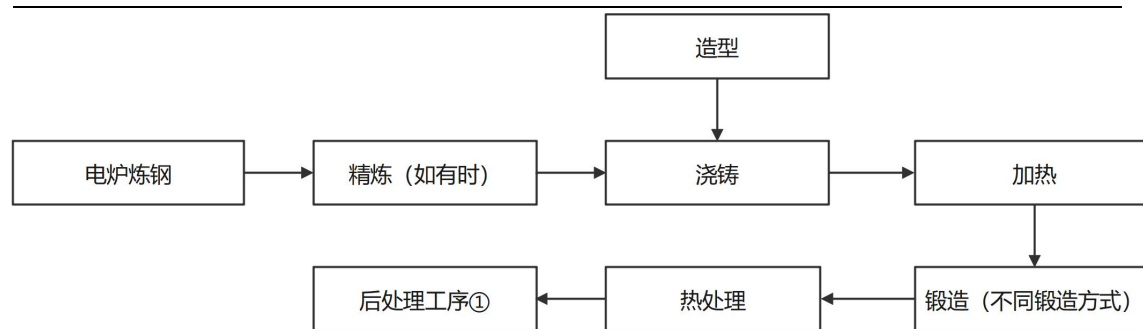 造型
电炉炼钢
精炼（如有时）
浇铸
加热
后处理工序①
热处理
锻造（不同锻造方式）